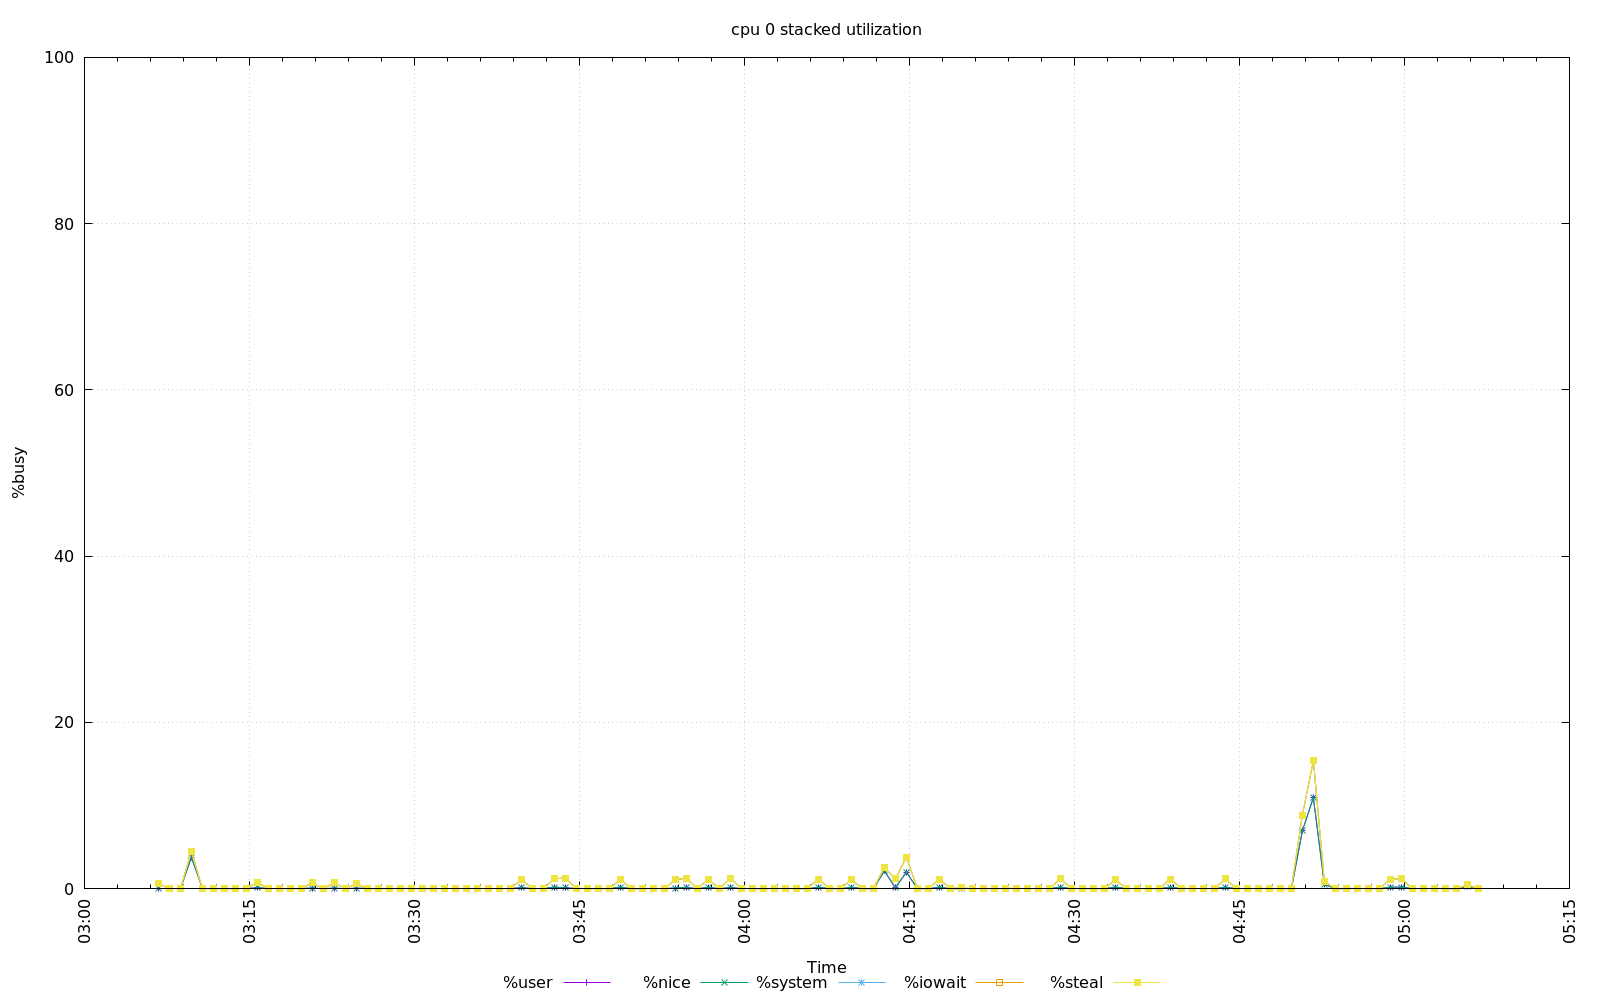 cpu 0 stacked utilization
100
80
60
40
20
0
%busy
03:00 03:15 03:30 03:45 04:00 04:15 04:30 04:45 05:00 05:15
Time
%user %nice %system %iowait %steal